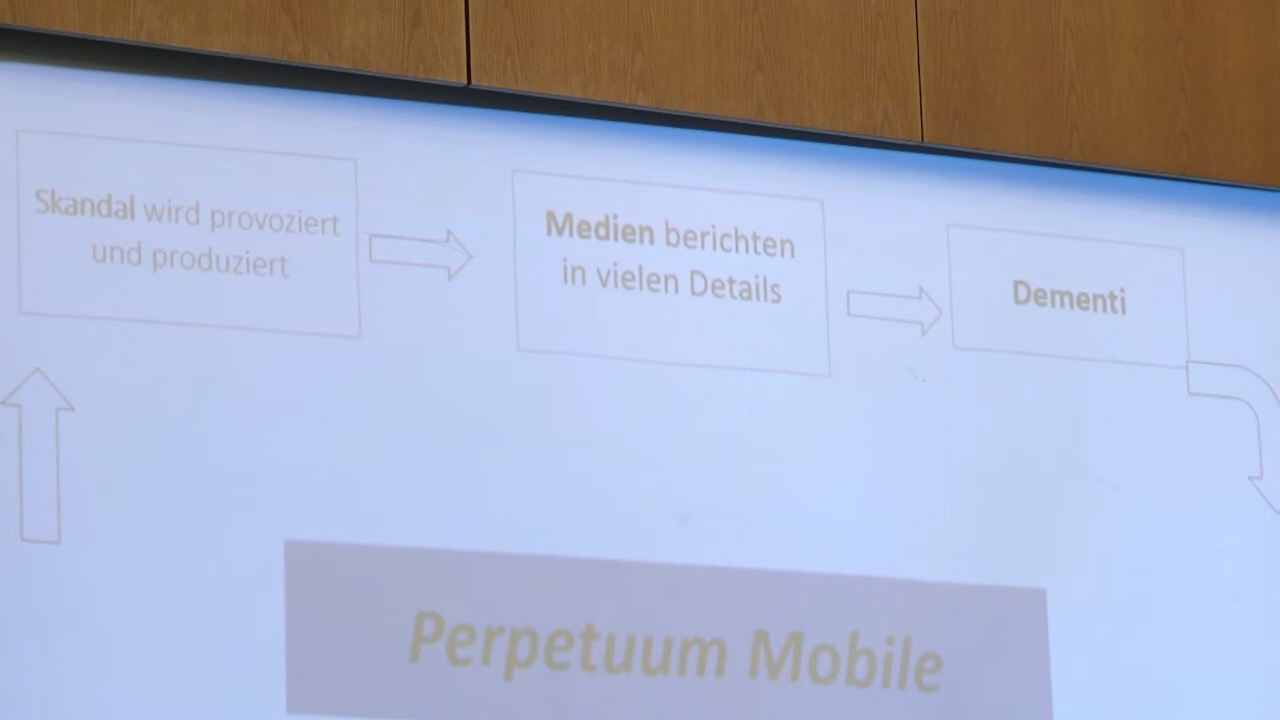 Skandal wird provoziert
und produziert
Medien berichten
in vielen Details
Dementi
Perpetuum Mobile